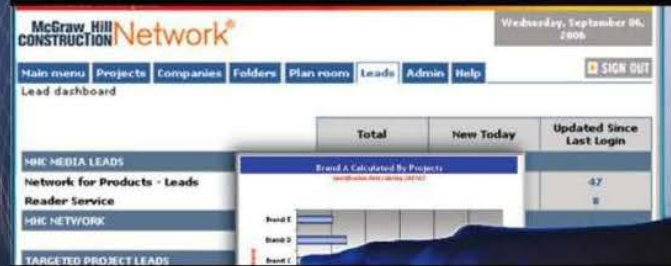 McGraw Hill
CONSTRUCTION Network®
Wednesday, September 06,
2006
Main menu Projects Companies Folders Plan room Leads Admin Help
SIGN OUT
Lead dashboard
Total New Today Updated Since
Last Login
MHC MEDIA LEADS
Brand A Calculated By Projects
Network for Products - Leads 47
Reader Service 8
Brand E
MHC NETWORK
Brand D
TARGETED PROJECT LEADS
Brand C